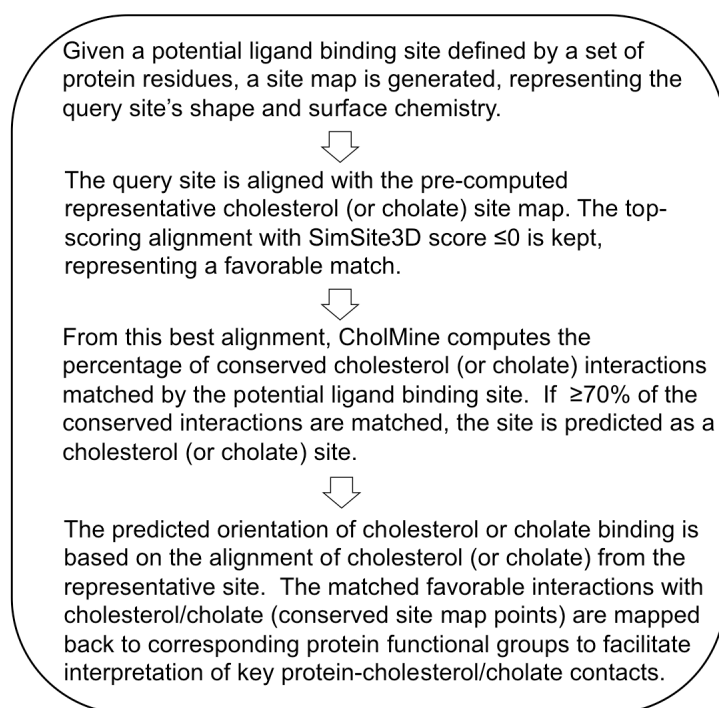 Given a potential ligand binding site defined by a set of
protein residues, a site map is generated, representing the
query site’s shape and surface chemistry.
The query site is aligned with the pre-computed
representative cholesterol (or cholate) site map. The top-
scoring alignment with SimSite3D score ≤0 is kept,
representing a favorable match.
From this best alignment, CholMine computes the
percentage of conserved cholesterol (or cholate) interactions
matched by the potential ligand binding site.  If  ≥70% of the
conserved interactions are matched, the site is predicted as a
cholesterol (or cholate) site.
The predicted orientation of cholesterol or cholate binding is
based on the alignment of cholesterol (or cholate) from the
representative site.  The matched favorable interactions with
cholesterol/cholate (conserved site map points) are mapped
back to corresponding protein functional groups to facilitate
interpretation of key protein-cholesterol/cholate contacts.